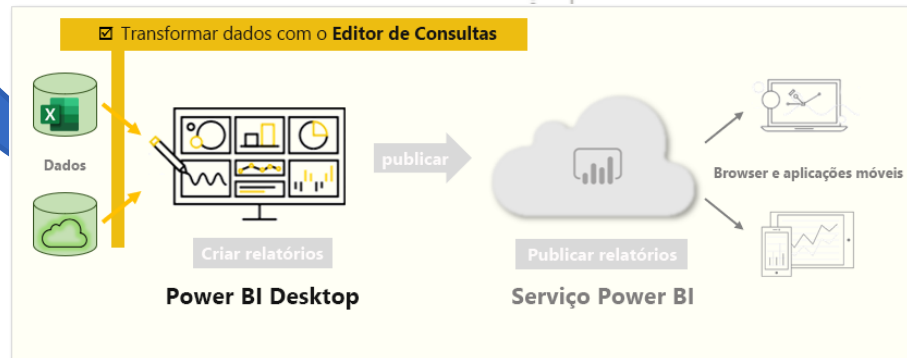 Transformar dados com o Editor de Consultas
X
Dados
publicar
Browser e aplicações móveis
Criar relatórios
Publicar relatórios
Power BI Desktop
Serviço Power BI